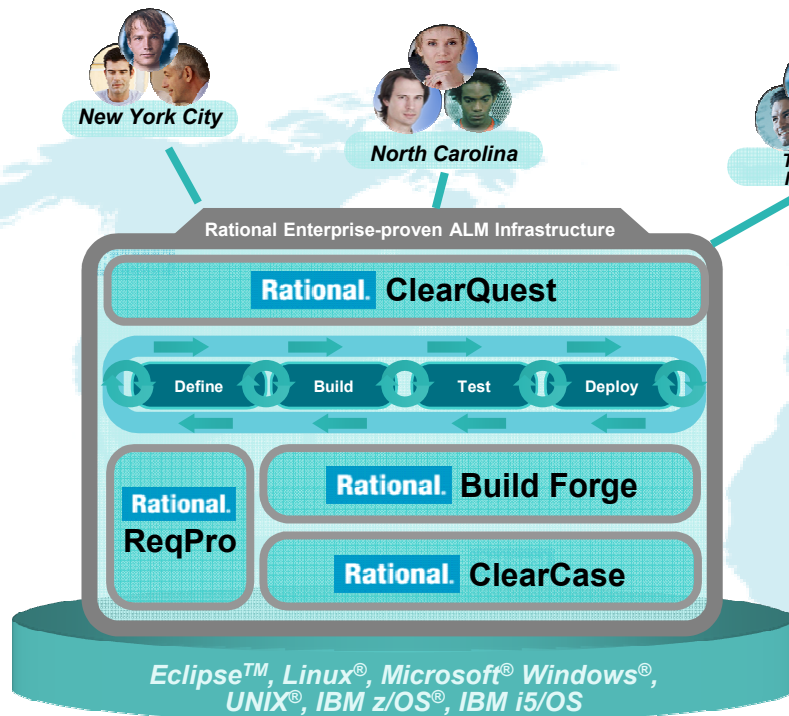 New York City
North Carolina
Rational Enterprise-proven ALM Infrastructure
Rational. ClearQuest
Define Build Test Deploy
Rational.
ReqPro
Rational. Build Forge
Rational. ClearCase
Eclipse™, Linux®, Microsoft® Windows®,
UNIX®, IBM z/OS®, IBM i5/OS